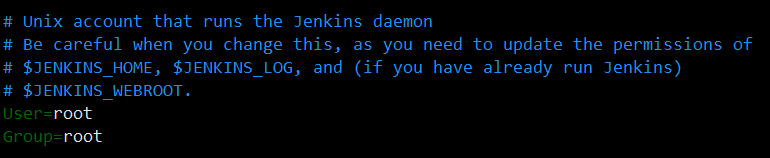 # Unix account that runs the Jenkins daemon
# Be careful when you change this, as you need to update the permissions of
# $JENKINS_HOME, $JENKINS_LOG, and (if you have already run Jenkins)
# $JENKINS_WEBROOT.
User=root
Group=root